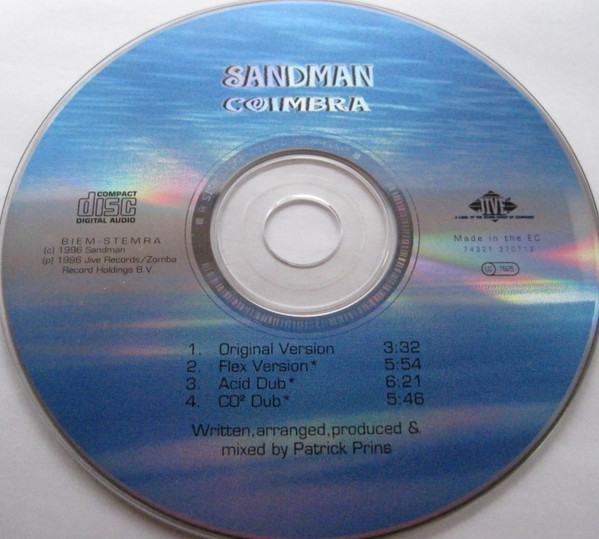 SANDMAN
COIMBRA
COMPACT
disc
DIGITAL AUDIO
BIEM-STEMRA
(c) 1996 Sandman
(p) 1996 Jive Records/Zomba
Record Holdings B.V
JIVE
Made in the EC
LC
1. Original Version 3:32
2. Flex Version* 5:54
3. Acid Dub* 6:21
4. CO² Dub* 5:46
Written,arranged,produced &
mixed by Patrick Prins